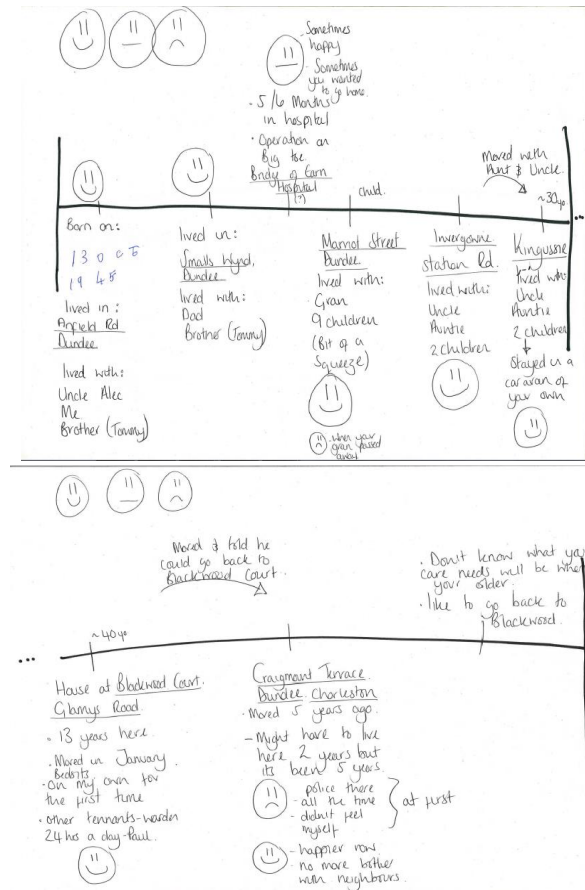 - Sometimes
happy
- Sometimes
you wanted
to go home.
• 5/6 Months
in hospital
• Operation on
Big toe
Bridge of Earn
Hospital
(?)
child.
Moved with
Aunt & Uncle.
~30yo
...
Born on:
13 OCT
1945
lived in:
Anfield Rd
Dundee
lived with:
Uncle Alec
Me
Brother (Tommy)
lived in:
Smalls Wynd,
Dundee
lived with:
Dad
Brother (Tommy)
Street
Dundee
lived with:
Gran
9 children
(Bit of a
Squeeze)
when your
gran passed
away.
Invergowrie
Station Rd.
lived with:
Uncle
Auntie
2 children
Kingussie
lived with:
Uncle
Auntie
2 children
Stayed in a
caravan of
your own
Moved & told he
could go back to
Blackwood Court.
• Don't know what your
care needs will be when
your older.
• like to go back to
Blackwood.
~40yo
...
House at Blackwood Court.
Glamys Road.
• 13 years here.
• Moved in January
Bedsits
• on my own for
the first time
• other tennants - warden
24 hrs a day - Paul.
Craigmount Terrace
Dundee Charleston
• Moved 5 years ago.
- Might have to live
here 2 years but
its been 5 years.
- police there
- all the time
- didn't feel
myself
at first
- happier now
- no more bother
with neighbours.